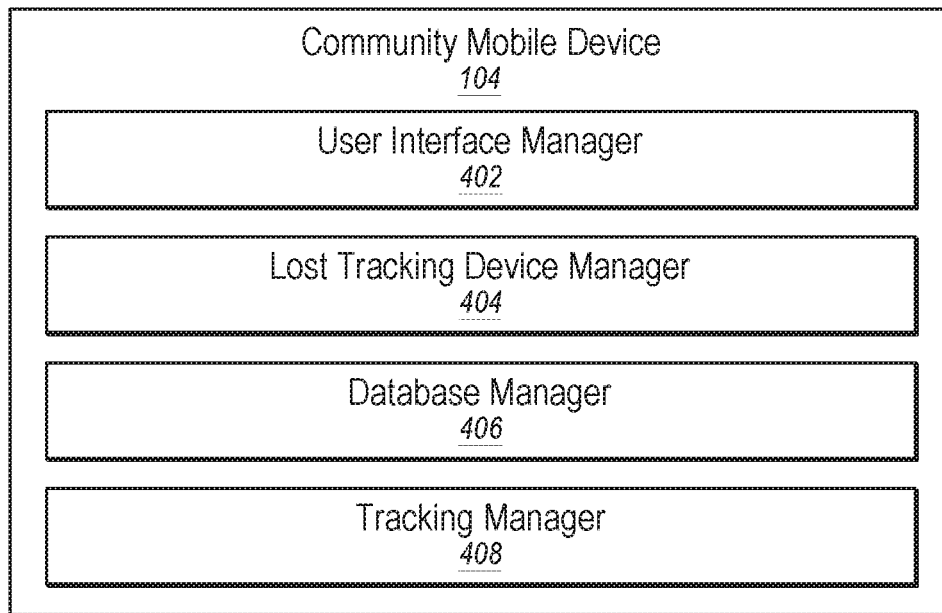 Community Mobile Device
104
User Interface Manager
402
Lost Tracking Device Manager
404
Database Manager
406
Tracking Manager
408